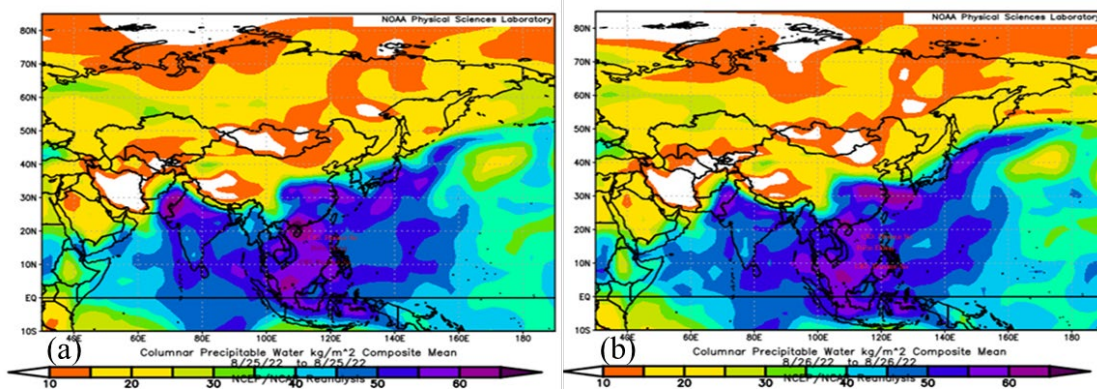 NOAA Physical Sciences Laboratory
80N
70N
60N
50N
40N
30N
20N
10N
EQ
10S
40E
60E
80E
100E
120E
140E
160E
180
(a)
Columnar Precipitable Water kg/m^2 Composite Mean
8/25/22 to 8/25/22
NCEP/NCAR Reanalysis
10
20
30
40
50
60
NOAA Physical Sciences Laboratory
80N
70N
60N
50N
40N
30N
20N
10N
EQ
10S
40E
60E
80E
100E
120E
140E
160E
180
(b)
Columnar Precipitable Water kg/m^2 Composite Mean
8/26/22 to 8/26/22
NCEP/NCAR Reanalysis
10
20
30
40
50
60